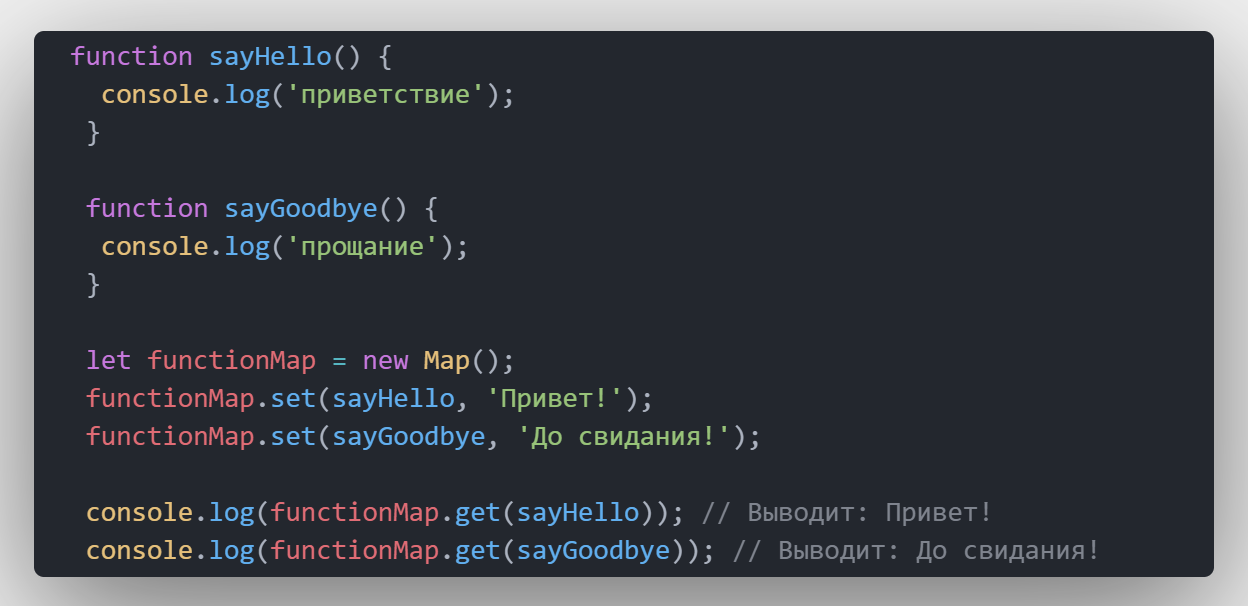 function sayHello() {
console.log('приветствие');
}
function sayGoodbye() {
console.log('прощание');
}
let functionMap = new Map();
functionMap.set(sayHello, 'Привет!');
functionMap.set(sayGoodbye, 'До свидания!');
console.log(functionMap.get(sayHello)); // Выводит: Привет!
console.log(functionMap.get(sayGoodbye)); // Выводит: До свидания!